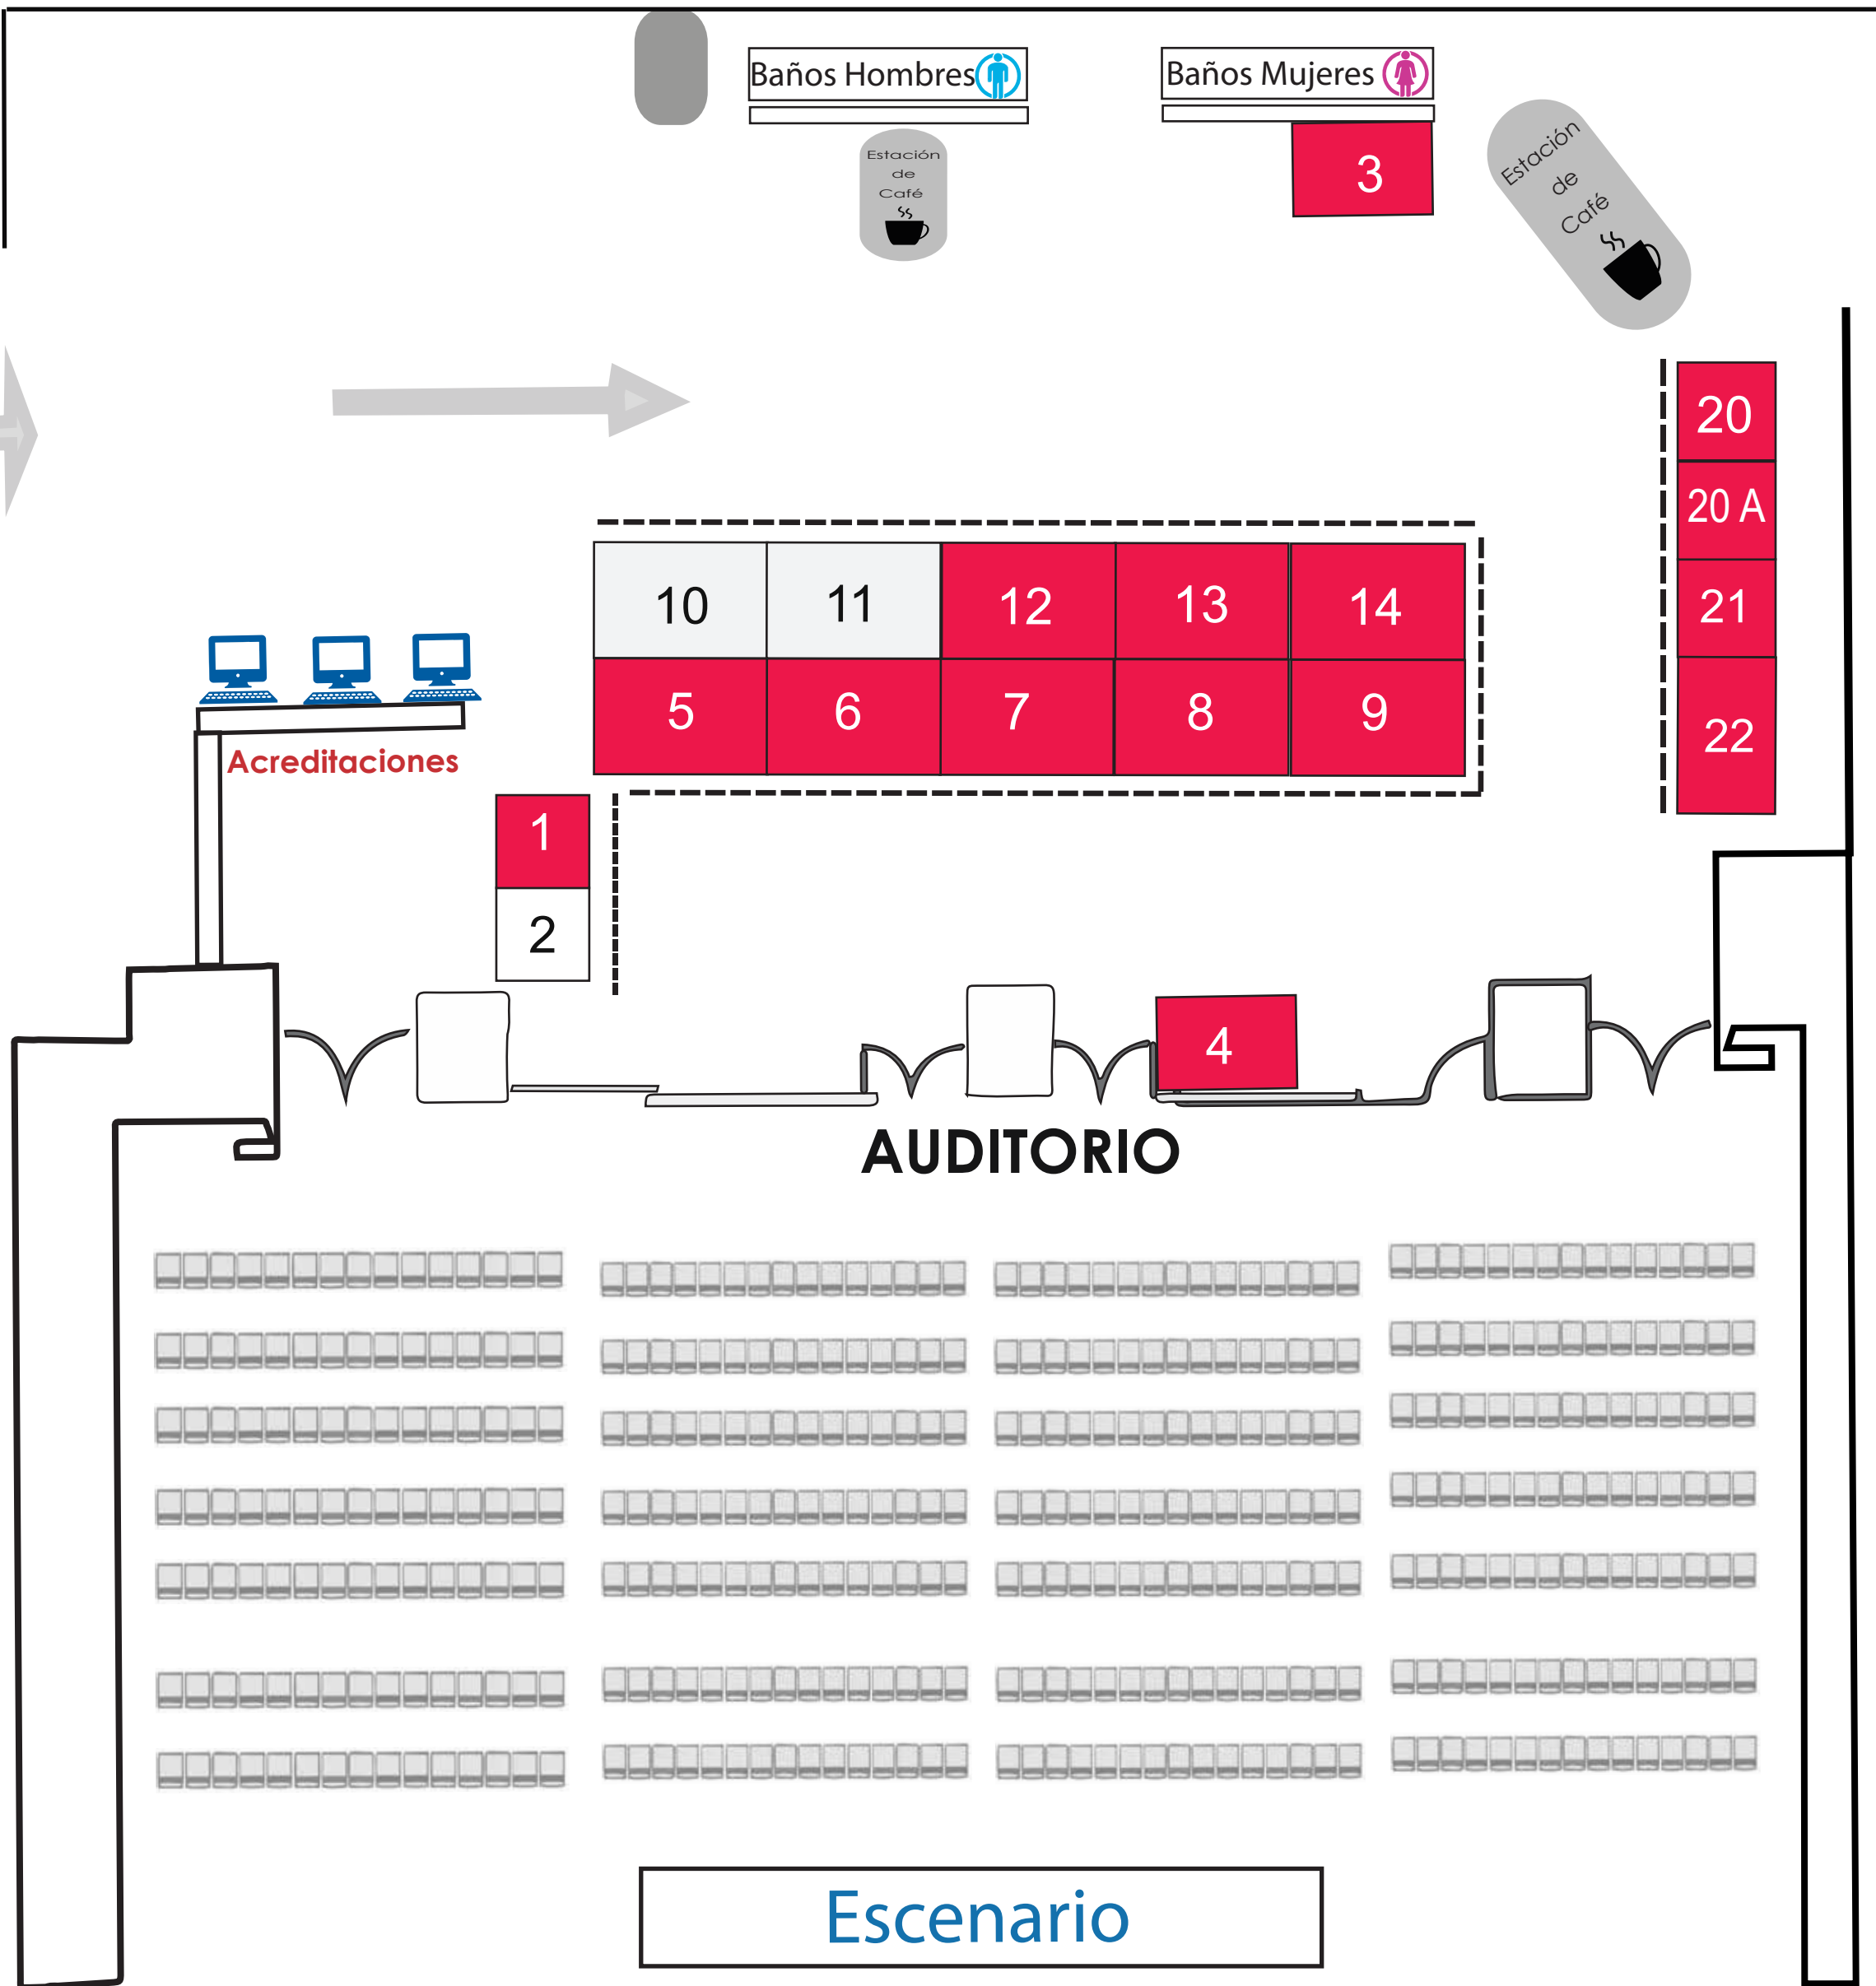 Baños Hombres
Baños Mujeres
Estación
de
Café
3
Estación
de
Café
20
20 A
21
22
10
11
12
13
14
5
6
7
8
9
Acreditaciones
1
2
4
AUDITORIO
Escenario